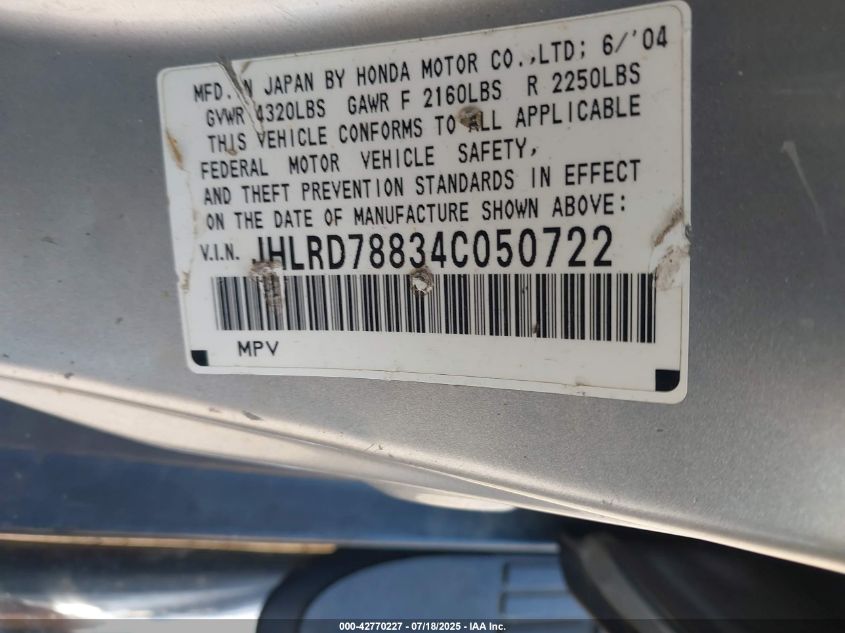 MFD. IN JAPAN BY HONDA MOTOR CO.,LTD; 6/'04
GVWR 4320LBS GAWR F 2160LBS R 2250LBS
THIS VEHICLE CONFORMS TO ALL APPLICABLE
FEDERAL MOTOR VEHICLE SAFETY,
AND THEFT PREVENTION STANDARDS IN EFFECT
ON THE DATE OF MANUFACTURE SHOWN ABOVE:
V.I.N. JHLRD78834C050722
MPV
000-42770227 - 07/18/2025 - IAA Inc.